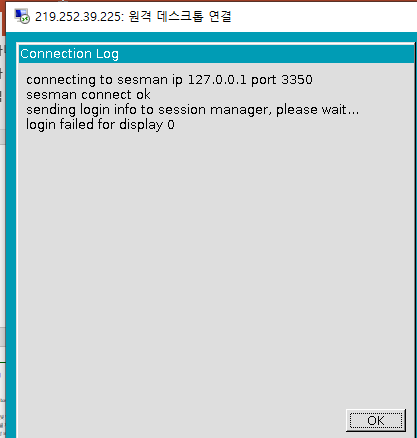 219.252.39.225: 원격 데스크톱 연결
Connection Log
connecting to sesman ip 127.0.0.1 port 3350
sesman connect ok
sending login info to session manager, please wait...
login failed for display 0
OK